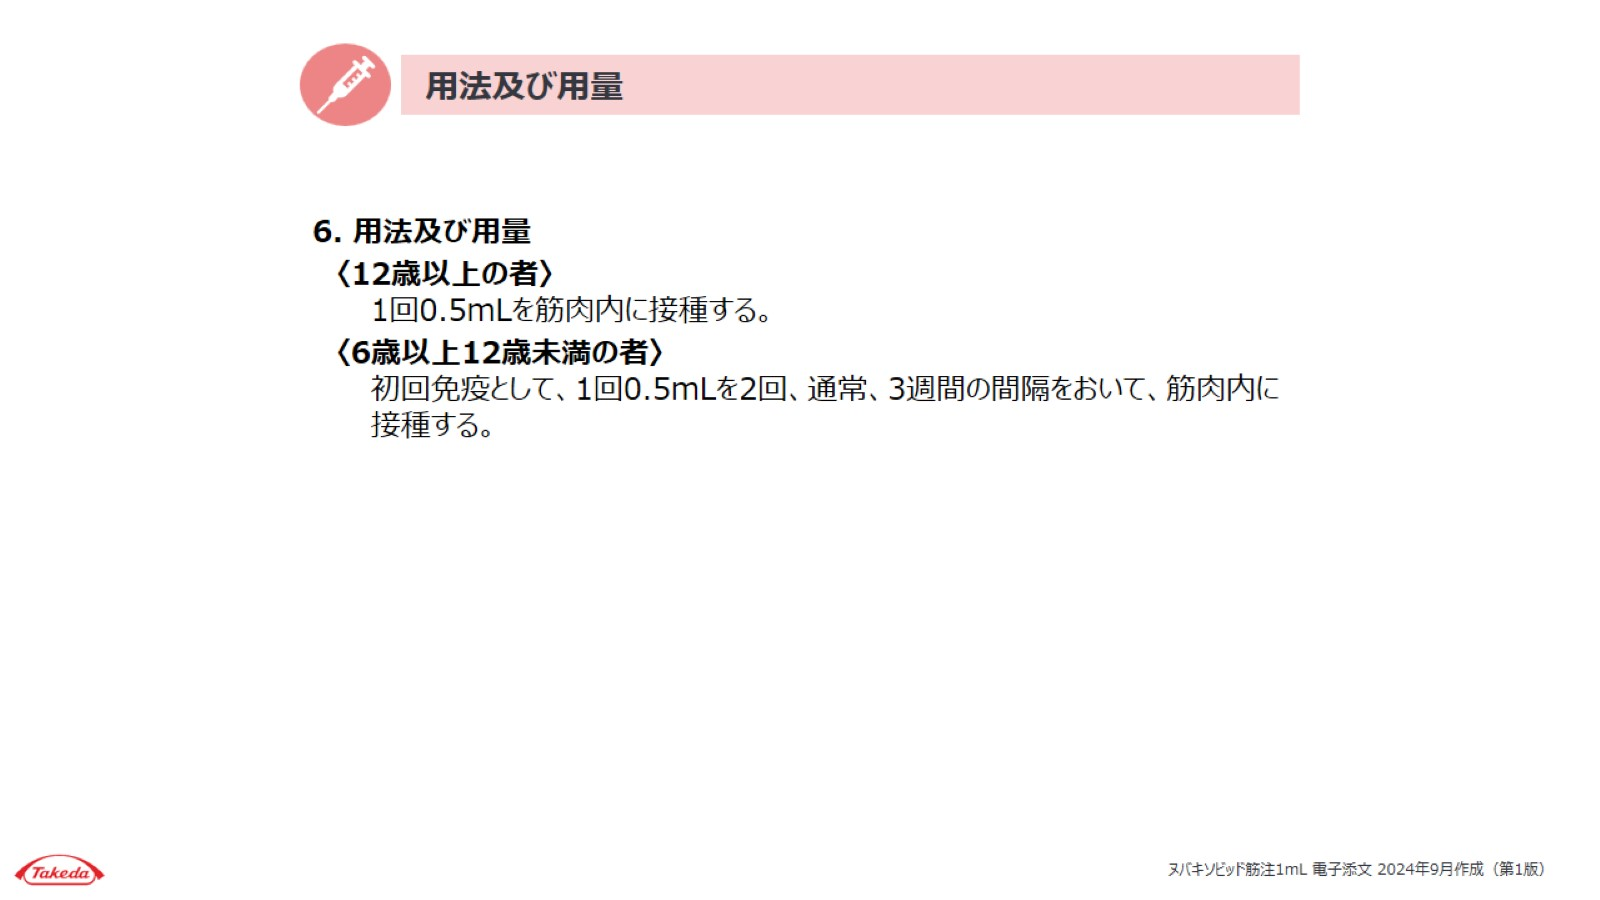 用法及び用量
6. 用法及び用量
〈12歳以上の者〉
1回0.5mLを筋肉内に接種する。
〈6歳以上12歳未満の者〉
初回免疫として、1回0.5mLを2回、通常、3週間の間隔をおいて、筋肉内に
接種する。
Takeda
ヌバキソビッド筋注1mL 電子添文 2024年9月作成（第1版）